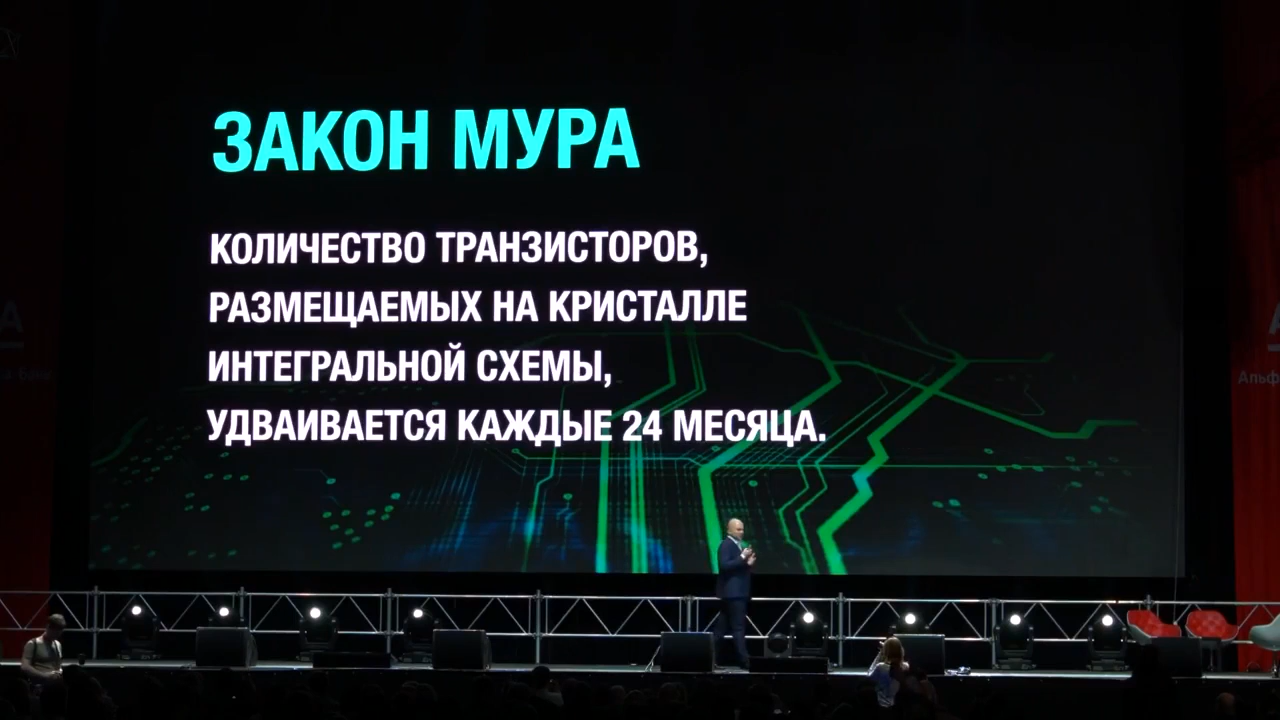 ЗАКОН МУРА
КОЛИЧЕСТВО ТРАНЗИСТОРОВ,
РАЗМЕЩАЕМЫХ НА КРИСТАЛЛЕ
ИНТЕГРАЛЬНОЙ СХЕМЫ,
УДВАИВАЕТСЯ КАЖДЫЕ 24 МЕСЯЦА.